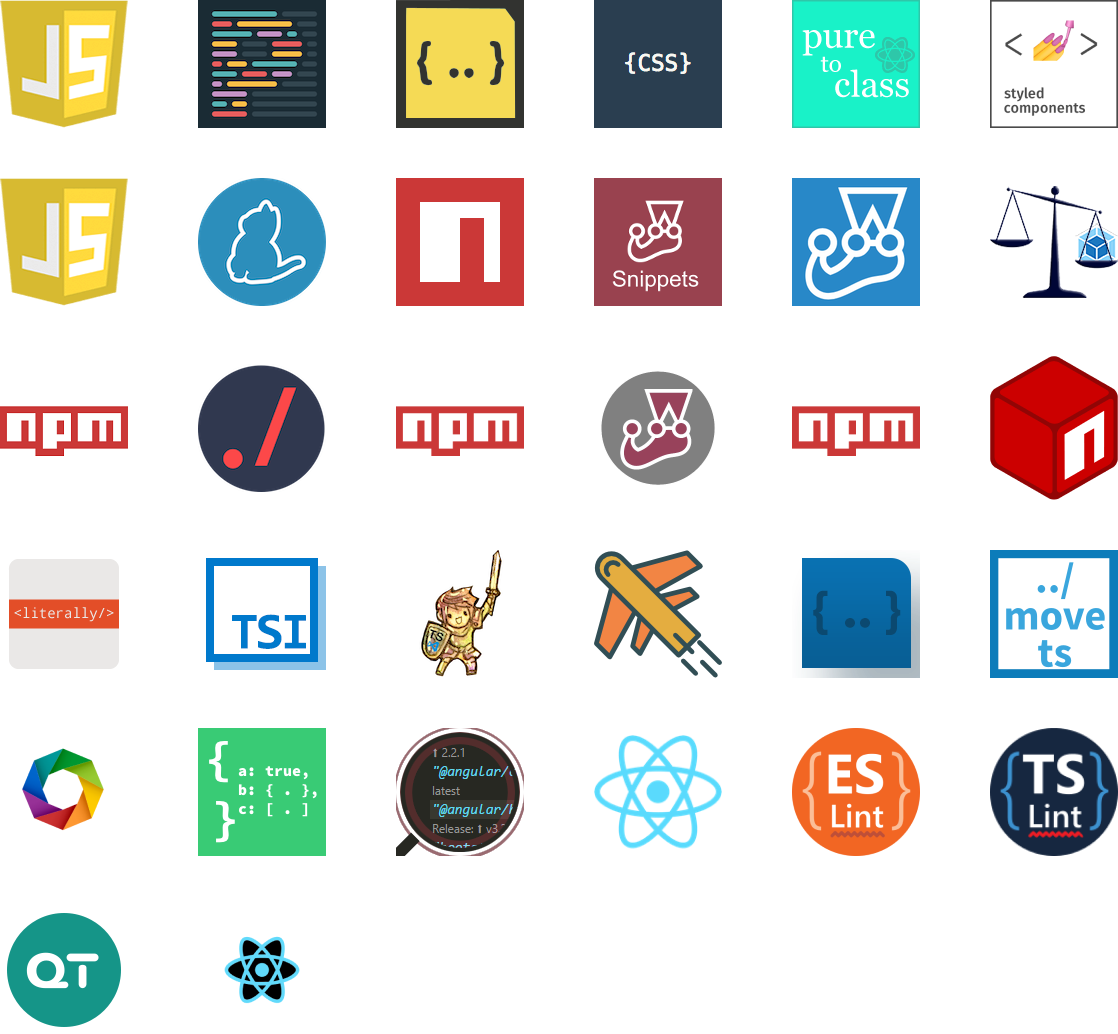 JS
{..}
{CSS}
pure
to
class
< >
styled
components
JS
n
Snippets
npm
./
npm
npm
n
<literally/>
TSI
TS
{..}
../
move
ts
{ a: true,
b: { . },
} c: [ . ]
⬆ 2.2.1
"@angular/
latest
"@angular/
Release: ⬆ v3
{ES}
Lint
{TS}
Lint
QT